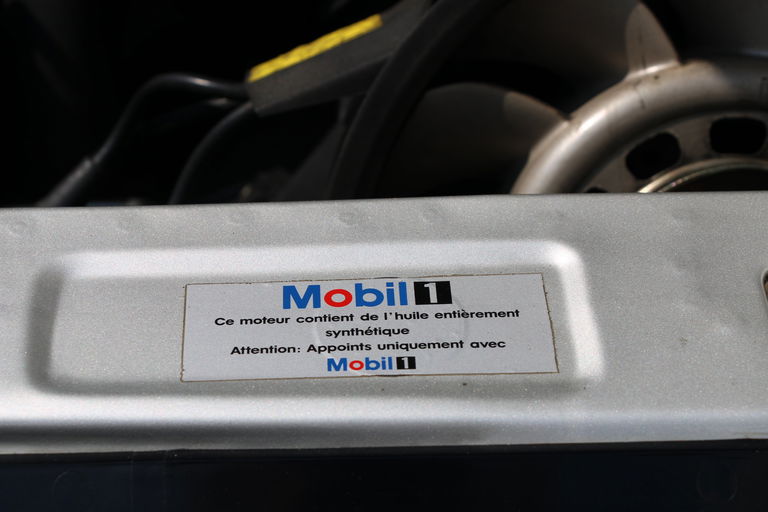 Mobil 1
Ce moteur contient de l'huile entièrement
synthétique
Attention: Appoints uniquement avec
Mobil 1